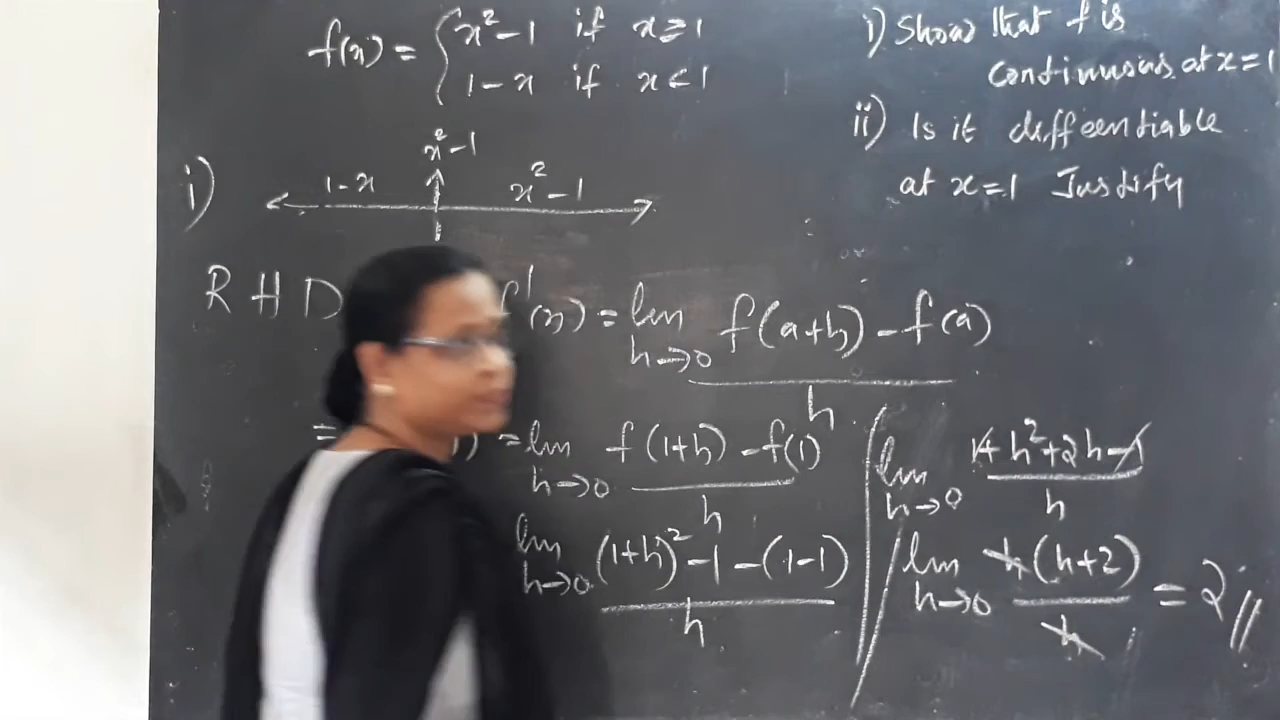 f(x) = { x² - 1 if x ≥ 1
1 - x if x < 1
i) Show that f is
continuous at x = 1
ii) Is it diffeentiable
at x = 1 Justify
i)
x² - 1
1 - x x² - 1
R H D f'(x) = lim h→0 f(a+h) - f(a) / h
= = lim h→0 f(1+h) - f(1) / h
lim h→0 (1+h)² - 1 - (1-1) / h
lim h→0 1+h²+2h-1 / h
lim h→0 h(h+2) / h = 2 //